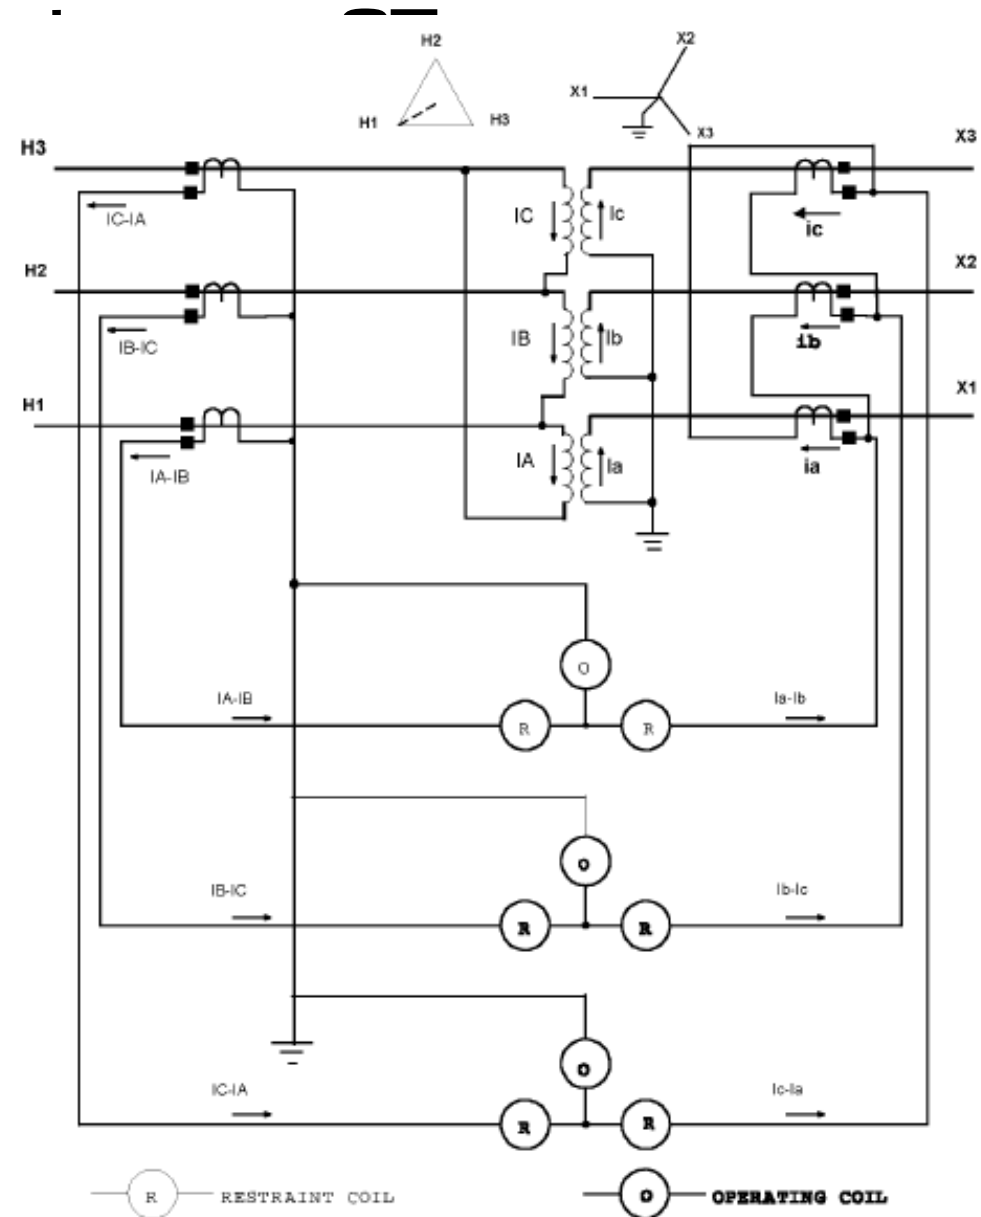 H2
X2
X1
H1
H3
X3
H3
X3
IC
Ic
IC-IA
ic
H2
X2
IB
Ib
IB-IC
ib
H1
X1
IA
Ia
IA-IB
ia
O
IA-IB
Ia-Ib
R
R
O
IB-IC
Ib-Ic
R
R
O
IC-IA
Ic-Ia
R
R
R RESTRAINT COIL
O OPERATING COIL